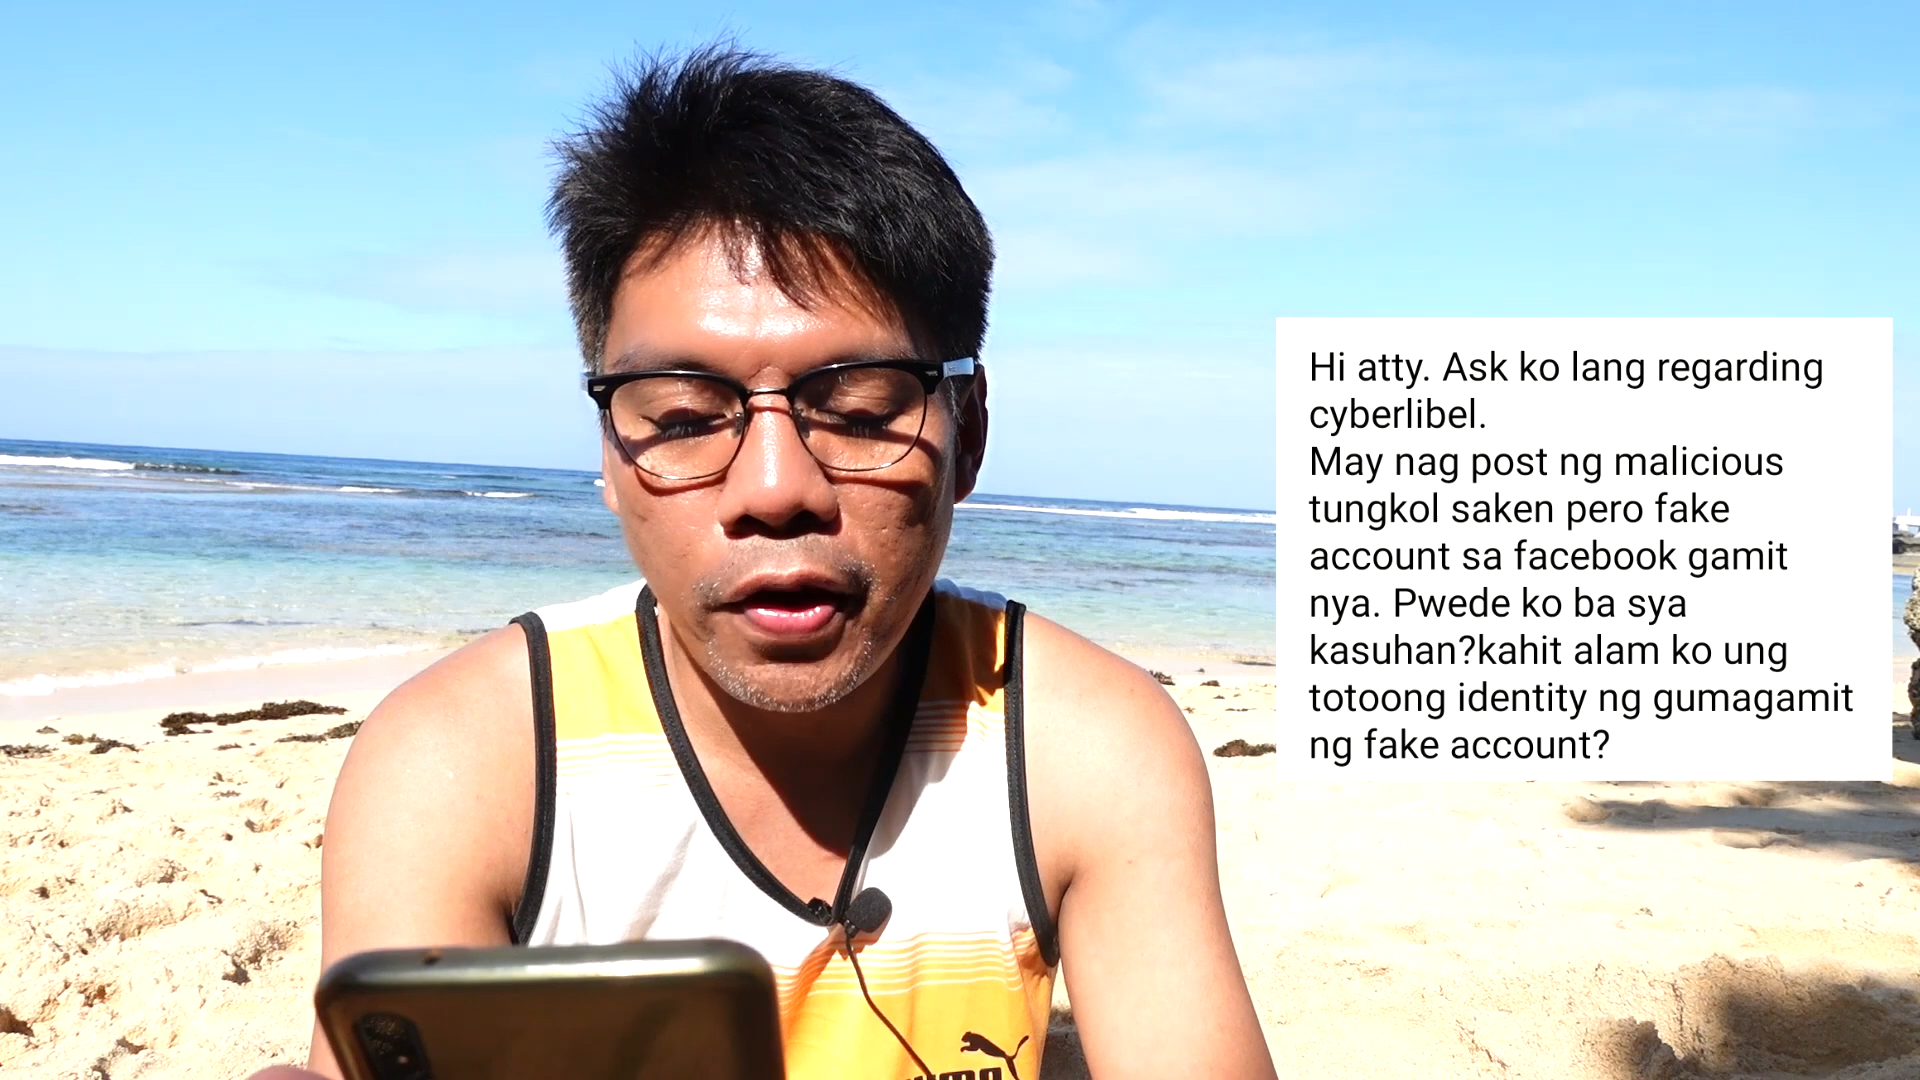 Hi atty. Ask ko lang regarding
cyberlibel.
May nag post ng malicious
tungkol saken pero fake
account sa facebook gamit
nya. Pwede ko ba sya
kasuhan?kahit alam ko ung
totoong identity ng gumagamit
ng fake account?
PUMA